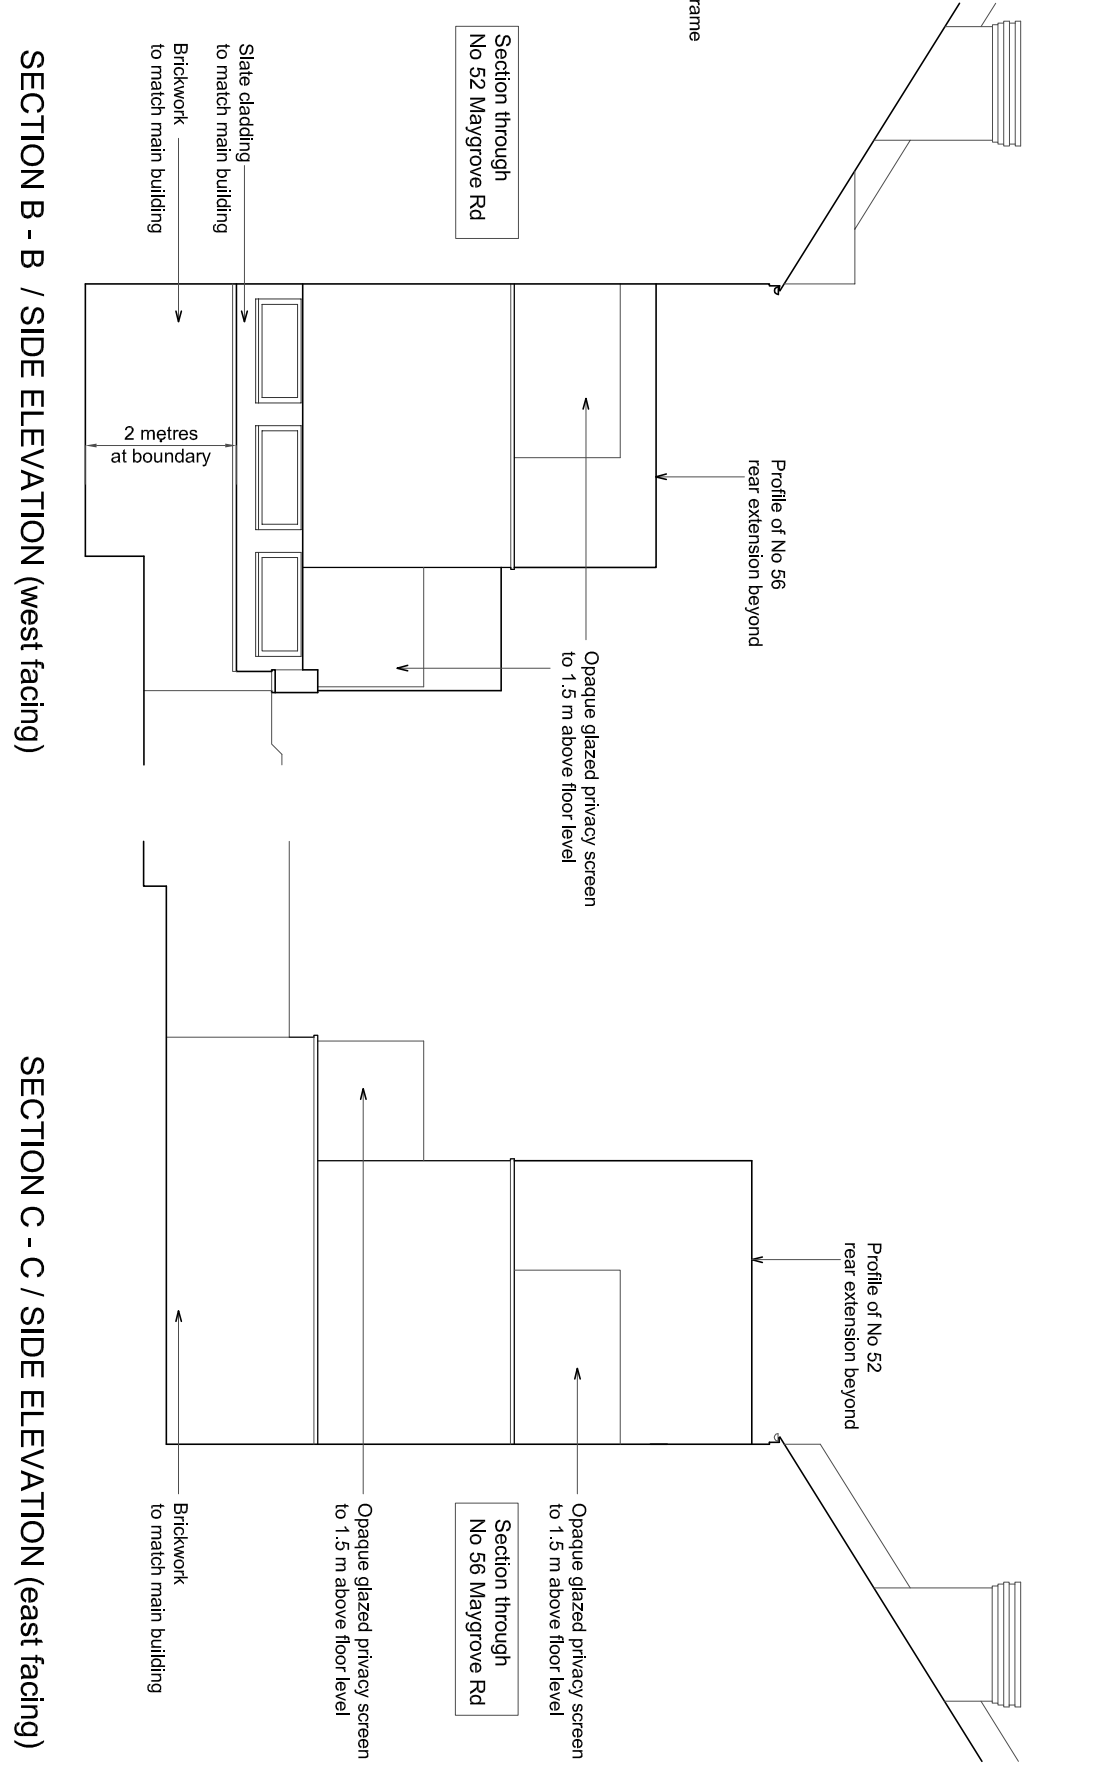 rame
Section through
No 52 Maygrove Rd
Slate cladding
to match main building
Brickwork
to match main building
2 metres
at boundary
Profile of No 56
rear extension beyond
Opaque glazed privacy screen
to 1.5 m above floor level
SECTION B - B / SIDE ELEVATION (west facing)
Profile of No 52
rear extension beyond
Opaque glazed privacy screen
to 1.5 m above floor level
Section through
No 56 Maygrove Rd
Opaque glazed privacy screen
to 1.5 m above floor level
Brickwork
to match main building
SECTION C - C / SIDE ELEVATION (east facing)